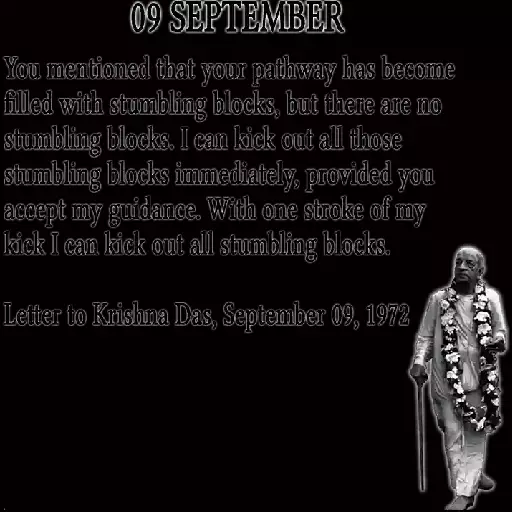 09 SEPTEMBER
You mentioned that your pathway has become
filled with stumbling blocks, but there are no
stumbling blocks. I can kick out all those
stumbling blocks immediately, provided you
accept my guidance. With one stroke of my
kick I can kick out all stumbling blocks.
Letter to Krishna Das, September 09, 1972